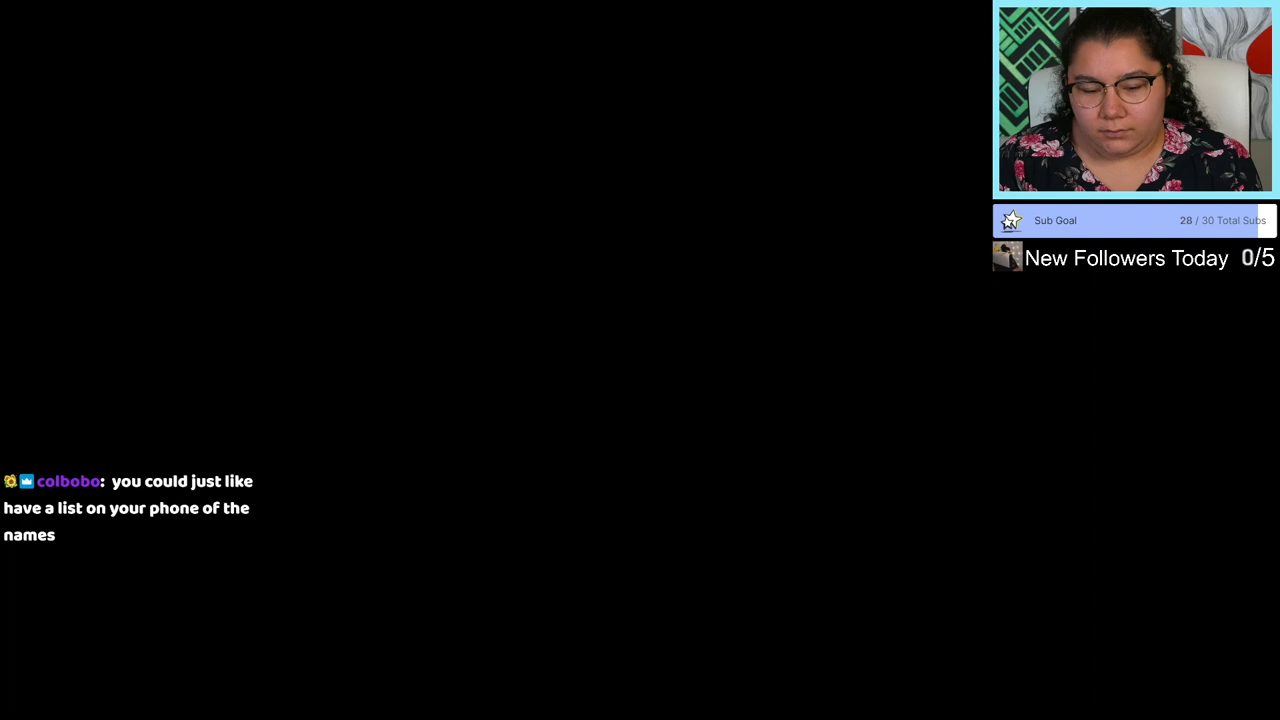 Sub Goal 28 / 30 Total Subs
New Followers Today 0/5
colbobo: you could just like
have a list on your phone of the
names